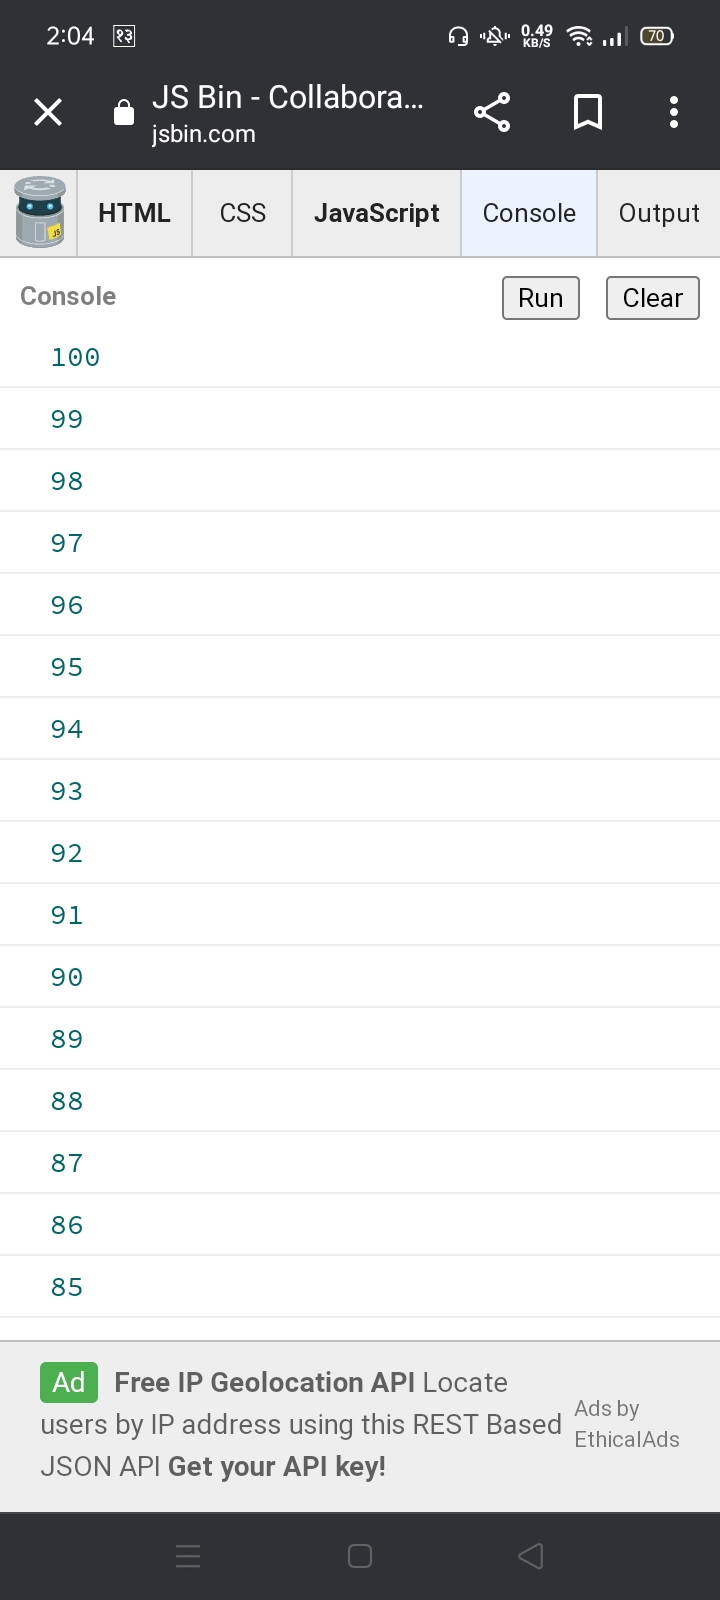 2:04 १३ 0.49 KB/S 70
JS Bin - Collabora...
jsbin.com
JS HTML CSS JavaScript Console Output
Console Run Clear
100
99
98
97
96
95
94
93
92
91
90
89
88
87
86
85
Ad Free IP Geolocation API Locate
users by IP address using this REST Based
JSON API Get your API key!
Ads by
EthicalAds